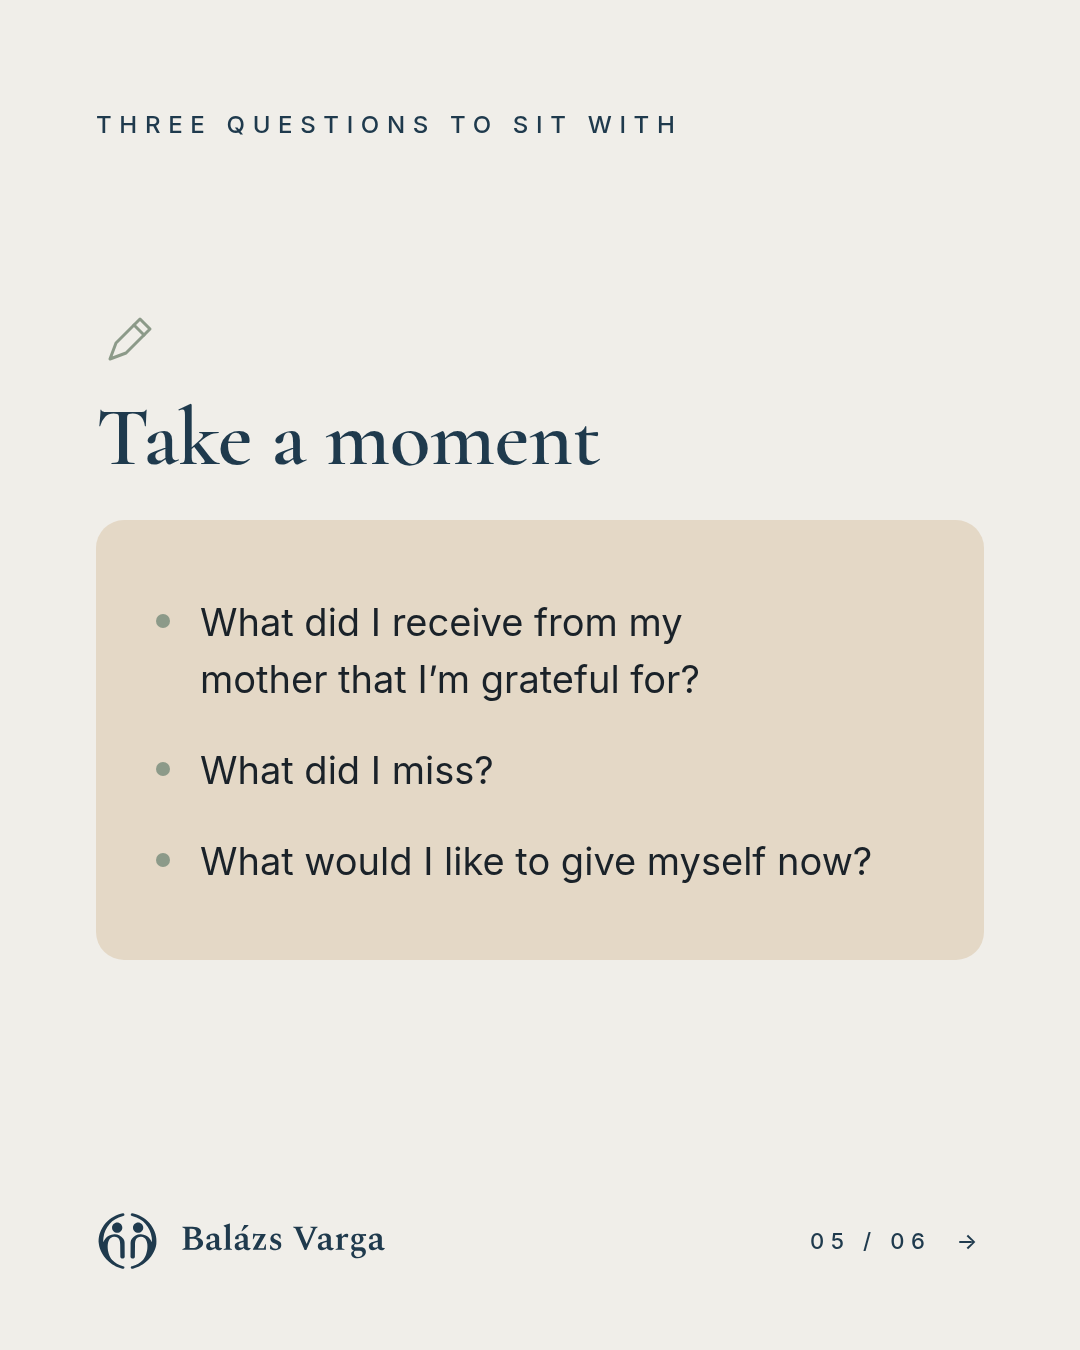 THREE QUESTIONS TO SIT WITH
Take a moment
• What did I receive from my
mother that I’m grateful for?
• What did I miss?
• What would I like to give myself now?
Balázs Varga
05 / 06 →